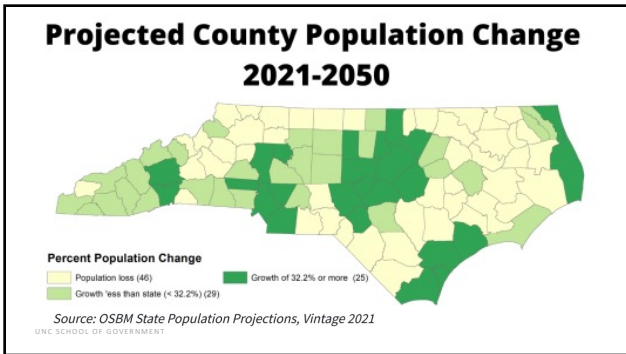 Projected County Population Change
2021-2050
Percent Population Change
Population loss (46)
Growth of 32.2% or more (25)
Growth 'ess than state (< 32.2%) (29)
Source: OSBM State Population Projections, Vintage 2021
UNC SCHOOL OF GOVERNMENT